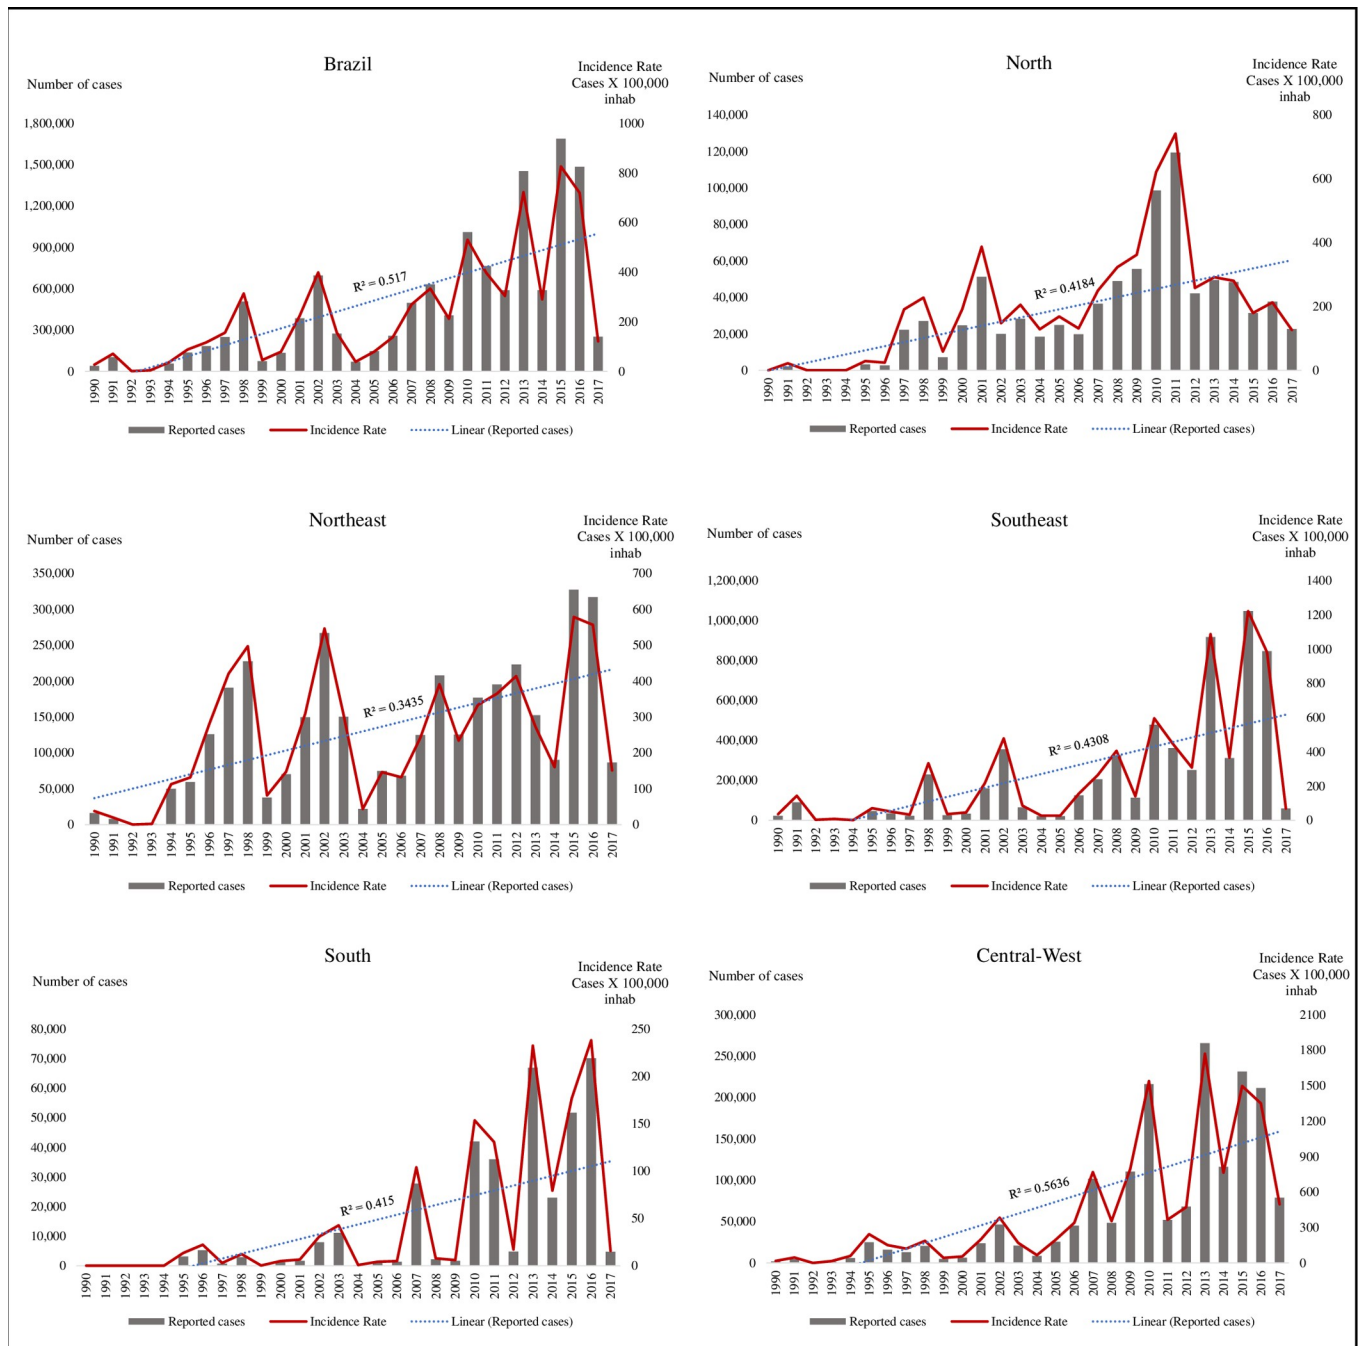 Brazil
Number of cases
Incidence Rate
Cases X 100,000
inhab
1,800,000
1,500,000
1,200,000
900,000
600,000
300,000
0
1000
800
600
400
200
0
R² = 0.517
1990 1991 1992 1993 1994 1995 1996 1997 1998 1999 2000 2001 2002 2003 2004 2005 2006 2007 2008 2009 2010 2011 2012 2013 2014 2015 2016 2017
Reported cases Incidence Rate Linear (Reported cases)
North
Number of cases
Incidence Rate
Cases X 100,000
inhab
140,000
120,000
100,000
80,000
60,000
40,000
20,000
0
800
600
400
200
0
R² = 0.4184
1990 1991 1992 1993 1994 1995 1996 1997 1998 1999 2000 2001 2002 2003 2004 2005 2006 2007 2008 2009 2010 2011 2012 2013 2014 2015 2016 2017
Reported cases Incidence Rate Linear (Reported cases)
Northeast
Number of cases
Incidence Rate
Cases X 100,000
inhab
350,000
300,000
250,000
200,000
150,000
100,000
50,000
0
700
600
500
400
300
200
100
0
R² = 0.3435
1990 1991 1992 1993 1994 1995 1996 1997 1998 1999 2000 2001 2002 2003 2004 2005 2006 2007 2008 2009 2010 2011 2012 2013 2014 2015 2016 2017
Reported cases Incidence Rate Linear (Reported cases)
Southeast
Number of cases
Incidence Rate
Cases X 100,000
inhab
1,200,000
1,000,000
800,000
600,000
400,000
200,000
0
1400
1200
1000
800
600
400
200
0
R² = 0.4308
1990 1991 1992 1993 1994 1995 1996 1997 1998 1999 2000 2001 2002 2003 2004 2005 2006 2007 2008 2009 2010 2011 2012 2013 2014 2015 2016 2017
Reported cases Incidence Rate Linear (Reported cases)
South
Number of cases
Incidence Rate
Cases X 100,000
inhab
80,000
70,000
60,000
50,000
40,000
30,000
20,000
10,000
0
250
200
150
100
50
0
R² = 0.415
1990 1991 1992 1993 1994 1995 1996 1997 1998 1999 2000 2001 2002 2003 2004 2005 2006 2007 2008 2009 2010 2011 2012 2013 2014 2015 2016 2017
Reported cases Incidence Rate Linear (Reported cases)
Central-West
Number of cases
Incidence Rate
Cases X 100,000
inhab
300,000
250,000
200,000
150,000
100,000
50,000
0
2100
1800
1500
1200
900
600
300
0
R² = 0.5636
1990 1991 1992 1993 1994 1995 1996 1997 1998 1999 2000 2001 2002 2003 2004 2005 2006 2007 2008 2009 2010 2011 2012 2013 2014 2015 2016 2017
Reported cases Incidence Rate Linear (Reported cases)